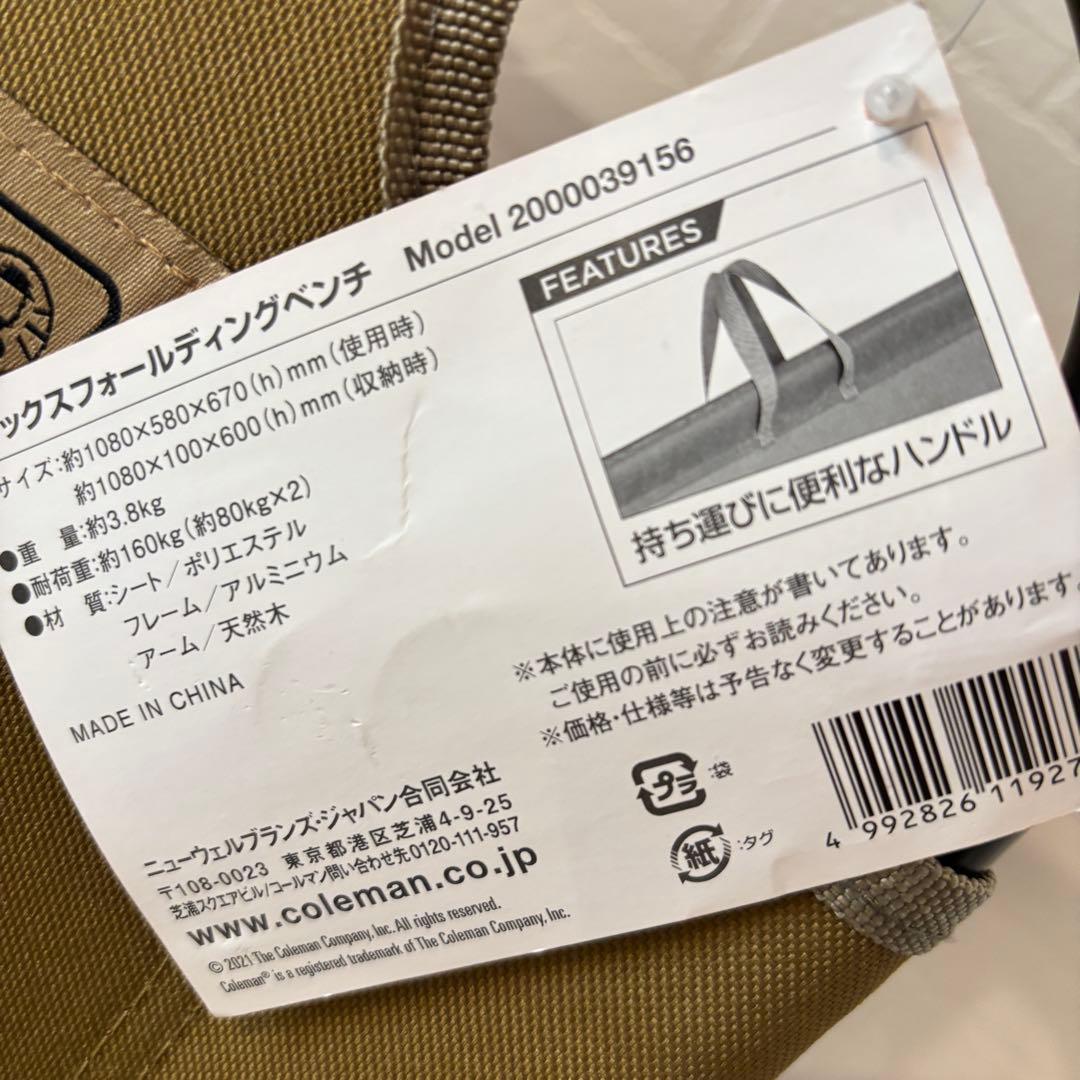 ックスフォールディングベンチ Model 2000039156
サイズ:約1080×580×670(h)mm(使用時)
約1080×100×600(h)mm(収納時)
●重 量:約3.8kg
●耐荷重:約160kg(約80kg×2)
●材 質:シート/ポリエステル
フレーム/アルミニウム
アーム/天然木
MADE IN CHINA
FEATURES
持ち運びに便利なハンドル
※本体に使用上の注意が書いてあります。
ご使用の前に必ずお読みください。
※価格・仕様等は予告なく変更することがあります。
プラ :袋
紙 :タグ
4 992826 11927
ニューウェルブランズ・ジャパン合同会社
〒108-0023 東京都港区芝浦4-9-25
芝浦スクエアビル/コールマン問い合わせ先0120-111-957
www.coleman.co.jp
© 2021 The Coleman Company, Inc. All rights reserved.
Coleman® is a registered trademark of The Coleman Company, Inc.